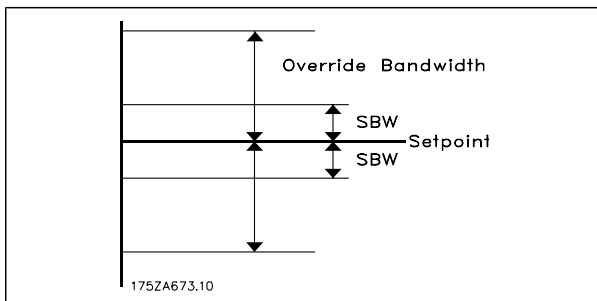 Override Bandwidth
SBW
Setpoint
SBW
175ZA673.10